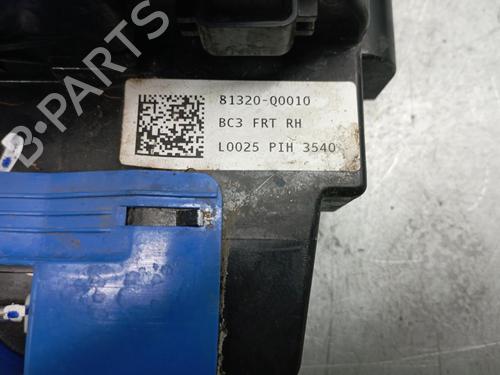 81320-Q0010
BC3 FRT RH
L0025 PIH 3540
B-PARTS